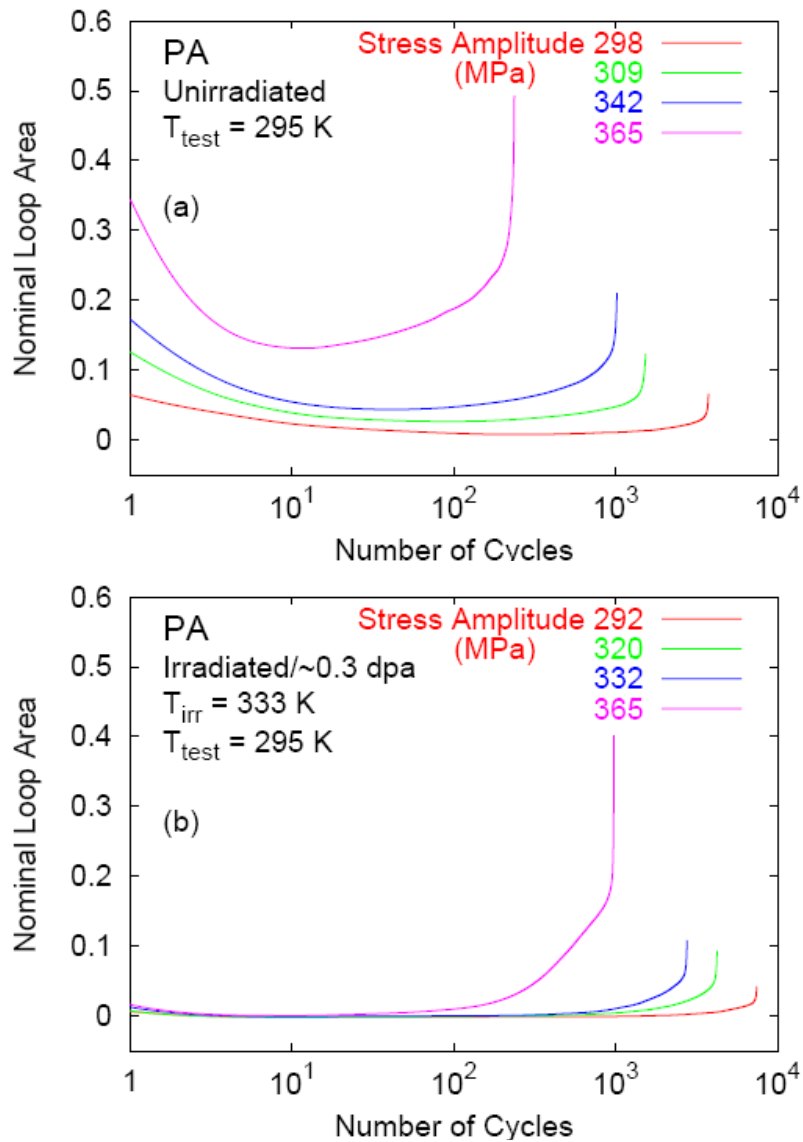 0.6
0.5
0.4
0.3
0.2
0.1
0
Nominal Loop Area
PA
Unirradiated
T_test = 295 K
(a)
Stress Amplitude 298
(MPa) 309
342
365
1 10^1 10^2 10^3 10^4
Number of Cycles
0.6
0.5
0.4
0.3
0.2
0.1
0
Nominal Loop Area
PA
Irradiated/~0.3 dpa
T_irr = 333 K
T_test = 295 K
(b)
Stress Amplitude 292
(MPa) 320
332
365
1 10^1 10^2 10^3 10^4
Number of Cycles